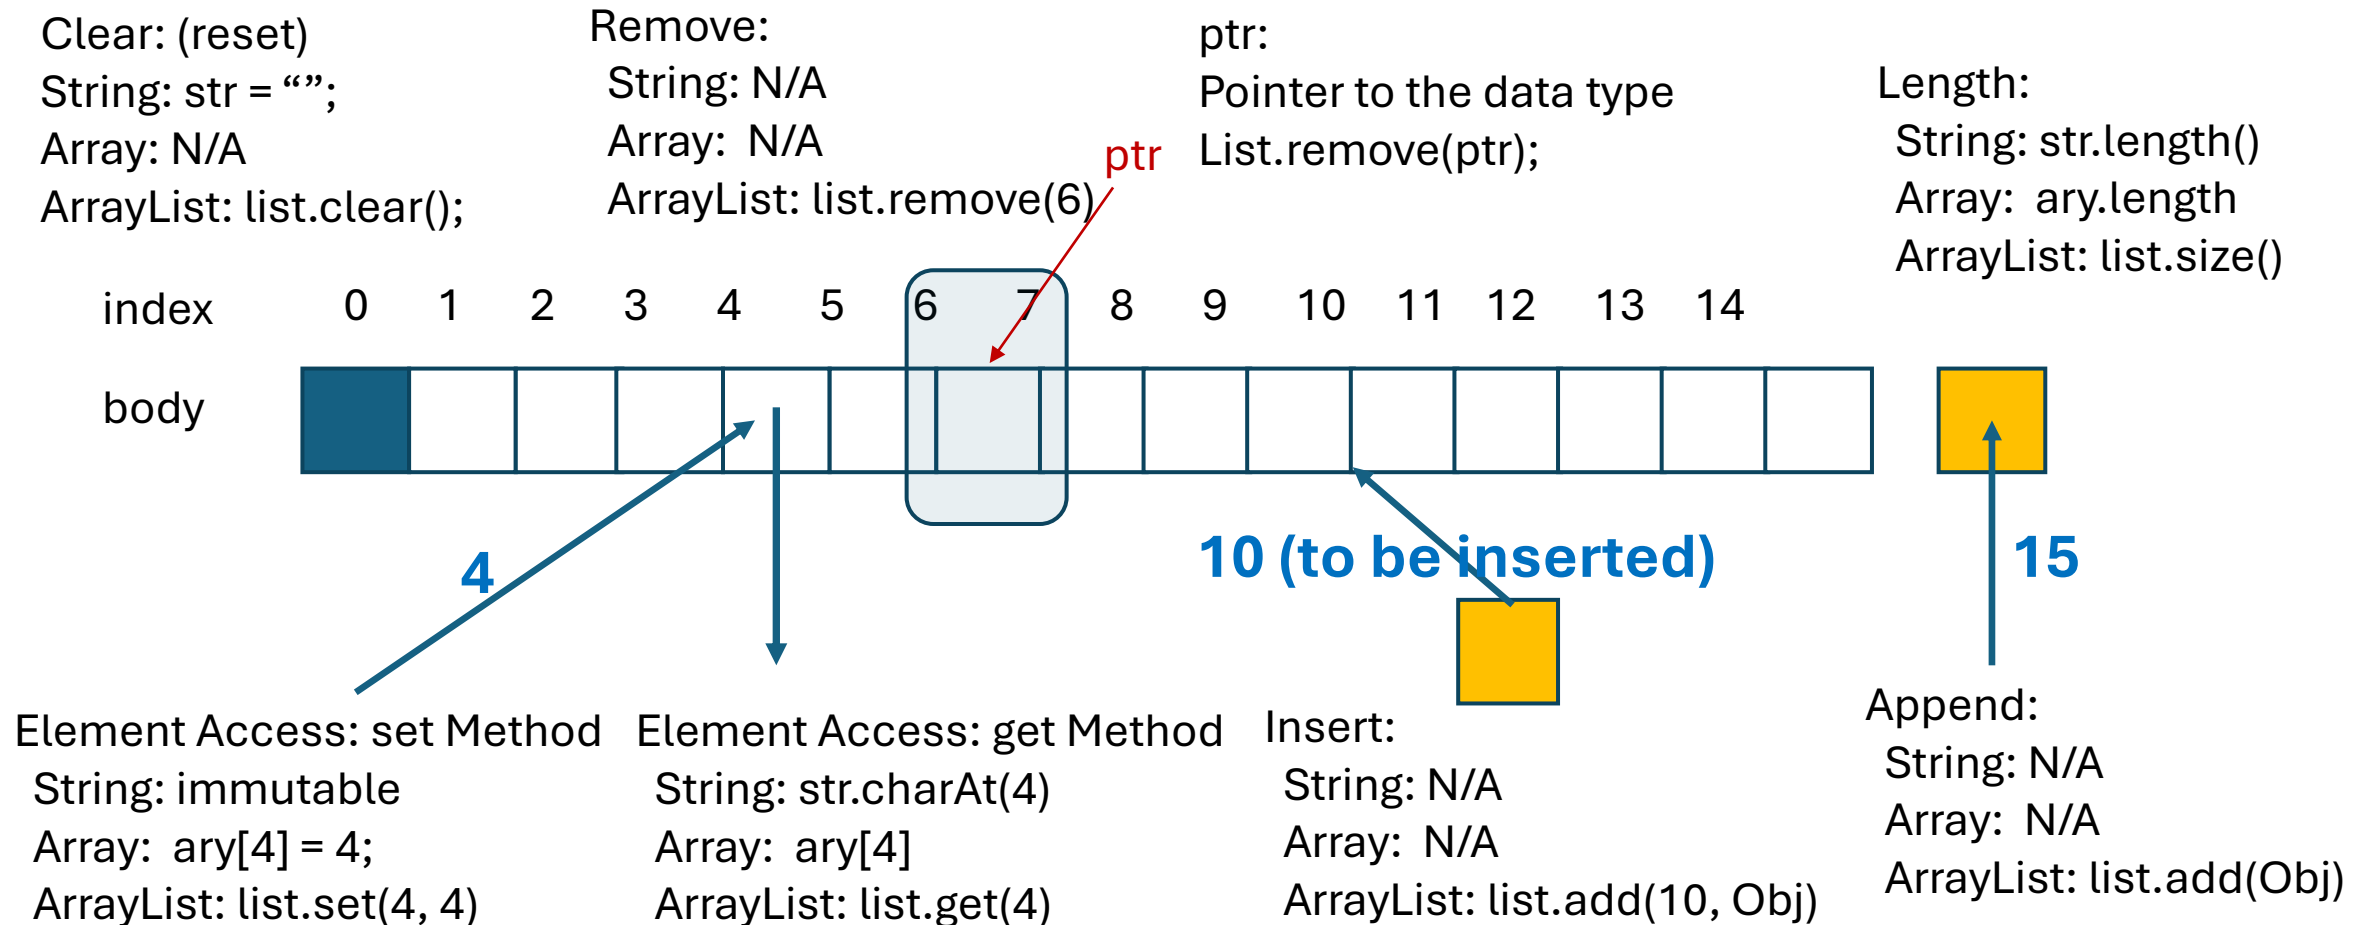 Clear: (reset)
String: str = “”;
Array: N/A
ArrayList: list.clear();
Remove:
String: N/A
Array:  N/A
ArrayList: list.remove(6)
ptr
ptr:
Pointer to the data type
List.remove(ptr);
Length:
String: str.length()
Array:  ary.length
ArrayList: list.size()
index 0 1 2 3 4 5 6 7 8 9 10 11 12 13 14
body
4
10 (to be inserted)
15
Element Access: set Method
String: immutable
Array:  ary[4] = 4;
ArrayList: list.set(4, 4)
Element Access: get Method
String: str.charAt(4)
Array:  ary[4]
ArrayList: list.get(4)
Insert:
String: N/A
Array:  N/A
ArrayList: list.add(10, Obj)
Append:
String: N/A
Array:  N/A
ArrayList: list.add(Obj)